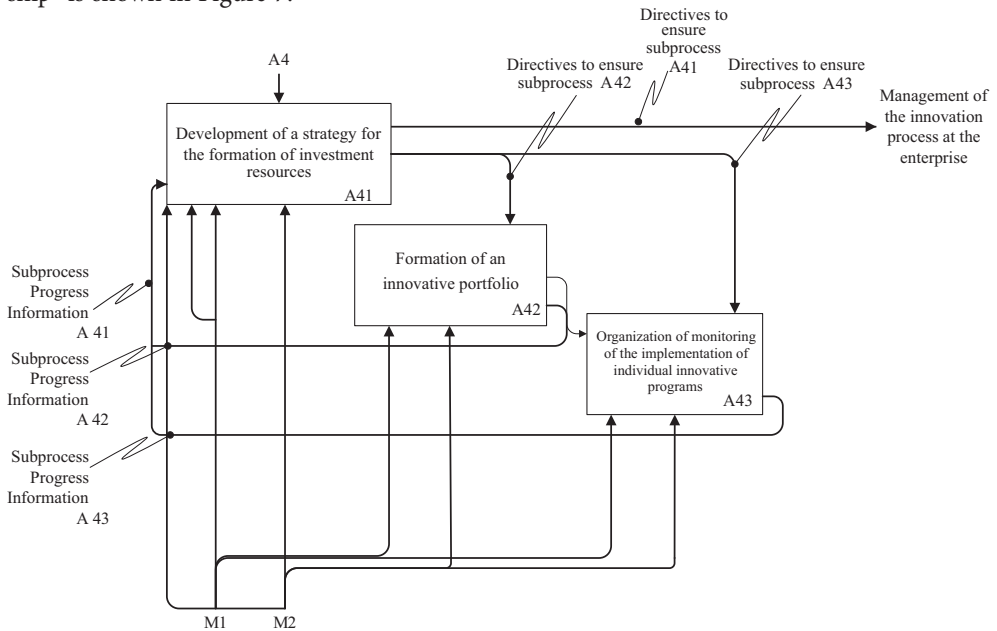 ship" is shown in Figure 7.
Directives to
ensure
subprocess
A41
Directives to ensure
subprocess A42
Directives to ensure
subprocess A43
A4
Management of
the innovation
process at the
enterprise
Development of a strategy for
the formation of investment
resources
A41
Formation of an
innovative portfolio
A42
Subprocess
Progress
Information
A 41
Organization of monitoring
of the implementation of
individual innovative
programs
A43
Subprocess
Progress
Information
A 42
Subprocess
Progress
Information
A 43
M1
M2